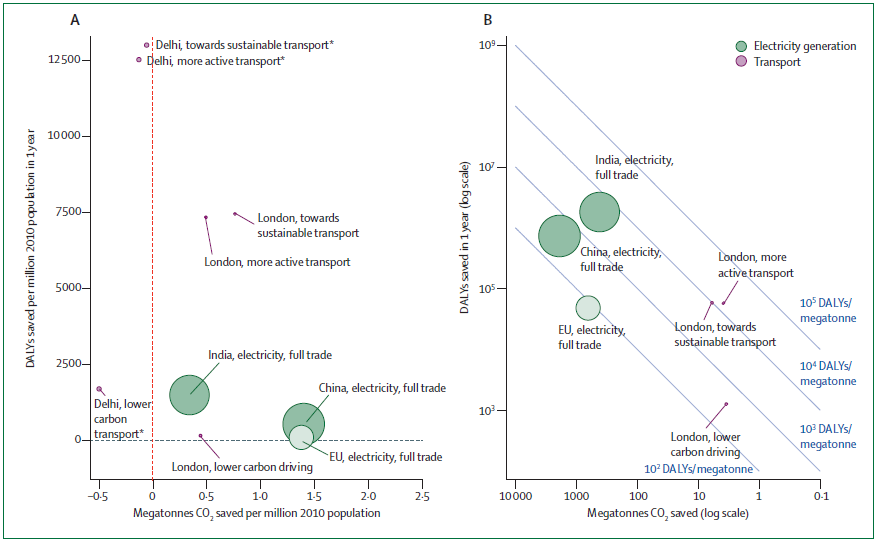 A
DALYs saved per million 2010 population in 1 year
12 500
10 000
7500
5000
2500
0
Delhi, towards sustainable transport*
Delhi, more active transport*
London, towards
sustainable transport
London, more active transport
India, electricity, full trade
China, electricity, full trade
Delhi, lower
carbon
transport*
EU, electricity, full trade
London, lower carbon driving
–0·5
0
0·5
1·0
1·5
2·0
2·5
Megatonnes CO2 saved per million 2010 population
B
Electricity generation
Transport
DALYs saved in 1 year (log scale)
10⁹
10⁷
10⁵
10³
India, electricity,
full trade
China, electricity,
full trade
London, more
active transport
EU, electricity,
full trade
London, towards
sustainable transport
London, lower
carbon driving
10⁵ DALYs/
megatonne
10⁴ DALYs/
megatonne
10³ DALYs/
megatonne
10² DALYs/megatonne
10 000
1000
100
10
1
0·1
Megatonnes CO2 saved (log scale)